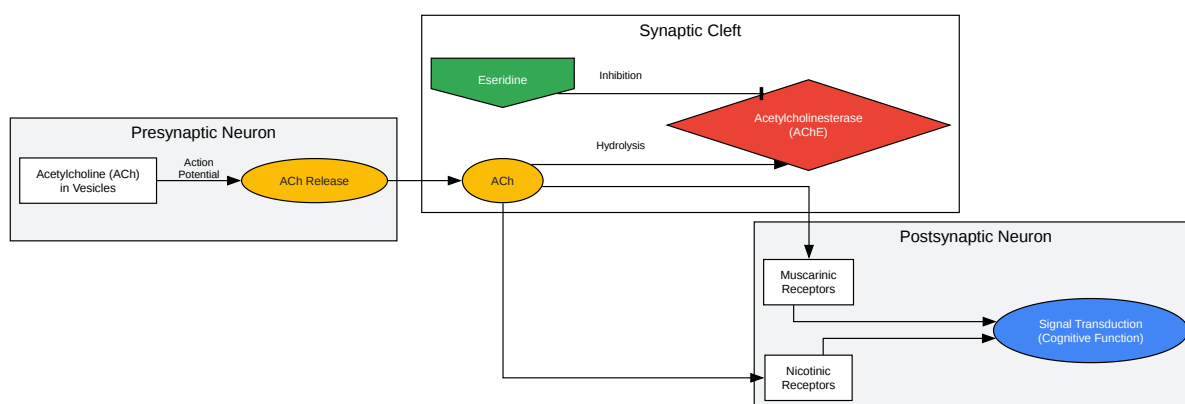 Synaptic Cleft
Eseridine
Inhibition
Acetylcholinesterase
(AChE)
Presynaptic Neuron
Acetylcholine (ACh)
in Vesicles
Action
Potential
ACh Release
Hydrolysis
ACh
Postsynaptic Neuron
Muscarinic
Receptors
Signal Transduction
(Cognitive Function)
Nicotinic
Receptors